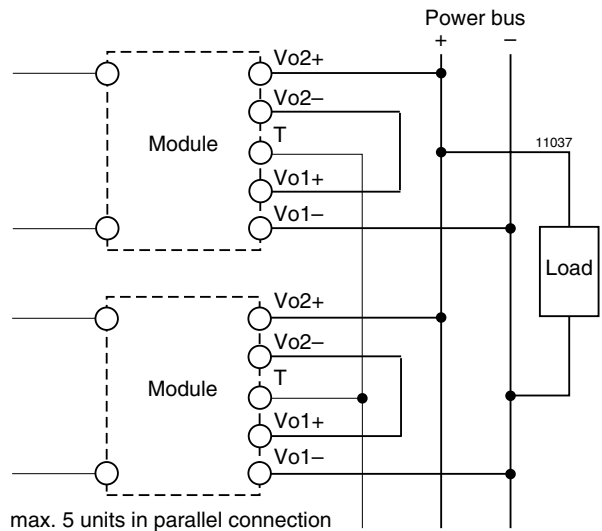 Power bus
+ −
Vo2+
Vo2–
T
Module
Vo1+
Vo1–
11037
Load
Vo2+
Vo2–
T
Module
Vo1+
Vo1–
max. 5 units in parallel connection